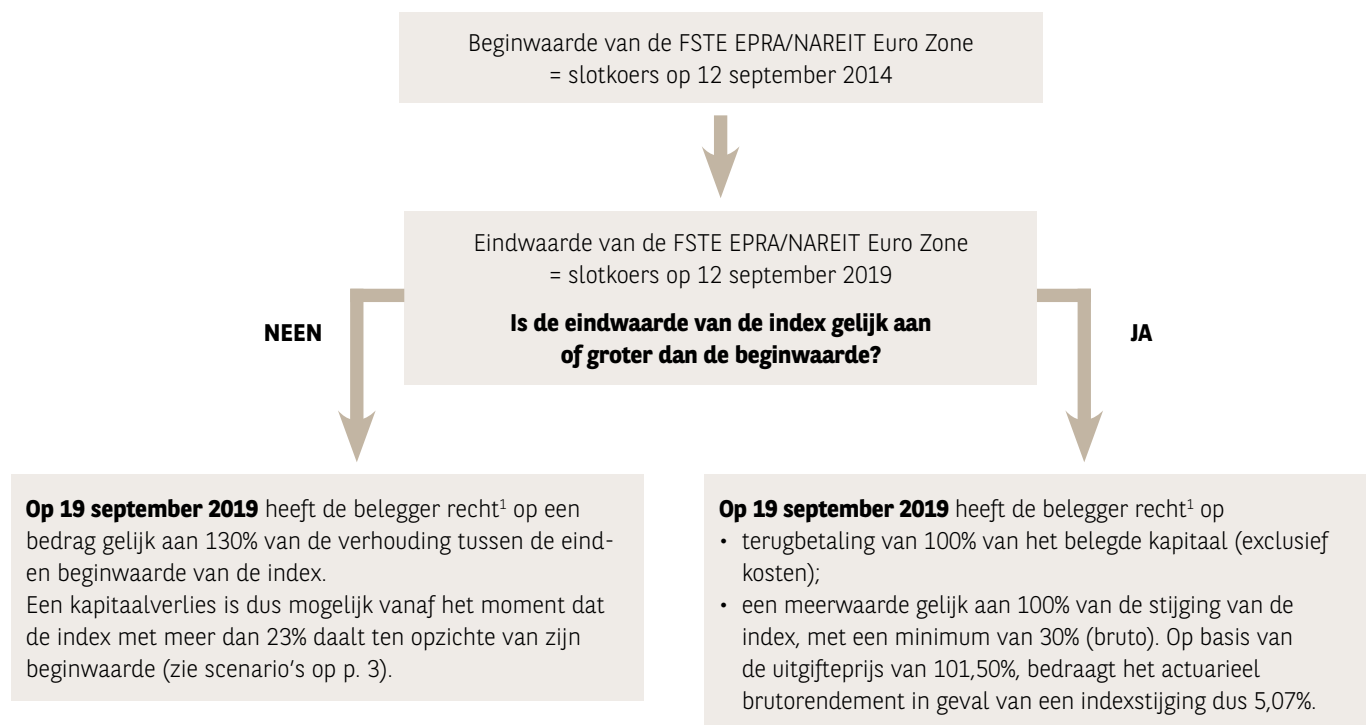 Beginwaarde van de FSTE EPRA/NAREIT Euro Zone
= slotkoers op 12 september 2014
Eindwaarde van de FSTE EPRA/NAREIT Euro Zone
= slotkoers op 12 september 2019
Is de eindwaarde van de index gelijk aan
of groter dan de beginwaarde?
NEEN
JA
Op 19 september 2019 heeft de belegger recht¹ op een
bedrag gelijk aan 130% van de verhouding tussen de eind-
en beginwaarde van de index.
Een kapitaalverlies is dus mogelijk vanaf het moment dat
de index met meer dan 23% daalt ten opzichte van zijn
beginwaarde (zie scenario's op p. 3).
Op 19 september 2019 heeft de belegger recht¹ op
• terugbetaling van 100% van het belegde kapitaal (exclusief
kosten);
• een meerwaarde gelijk aan 100% van de stijging van de
index, met een minimum van 30% (bruto). Op basis van
de uitgifteprijs van 101,50%, bedraagt het actuarieel
brutorendement in geval van een indexstijging dus 5,07%.